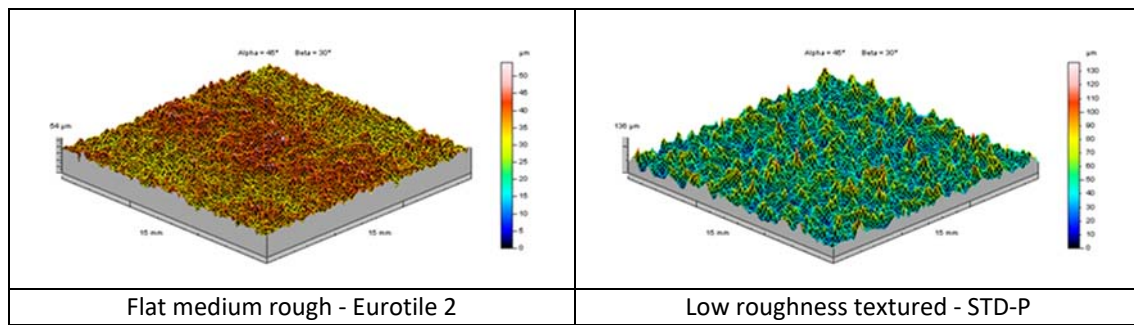 Alpha = 45° Beta = 30°
µm
50
45
40
35
30
25
20
15
10
5
0
54 µm
15 mm
15 mm
Alpha = 45° Beta = 30°
µm
130
120
110
100
90
80
70
60
50
40
30
20
10
0
136 µm
15 mm
15 mm
Flat medium rough - Eurotile 2
Low roughness textured - STD-P